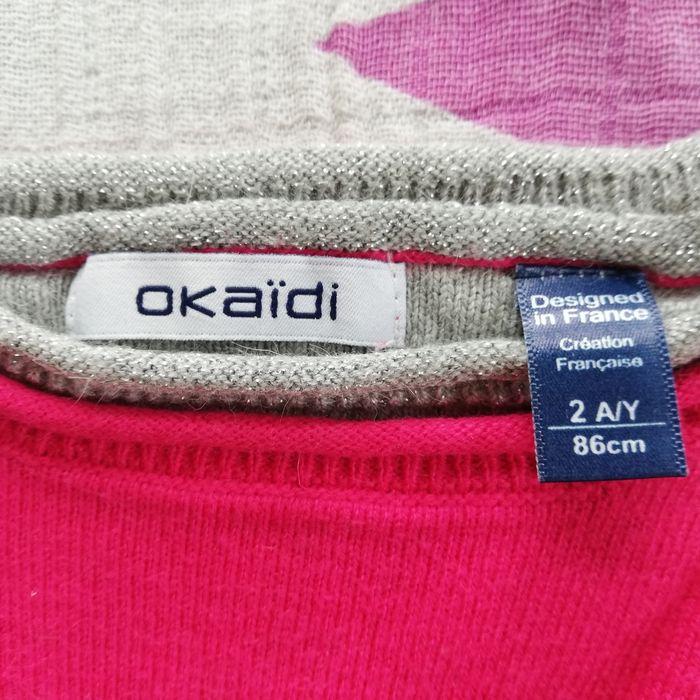 OKaïdi
Designed
in France
Création
Française
2 A/Y
86cm